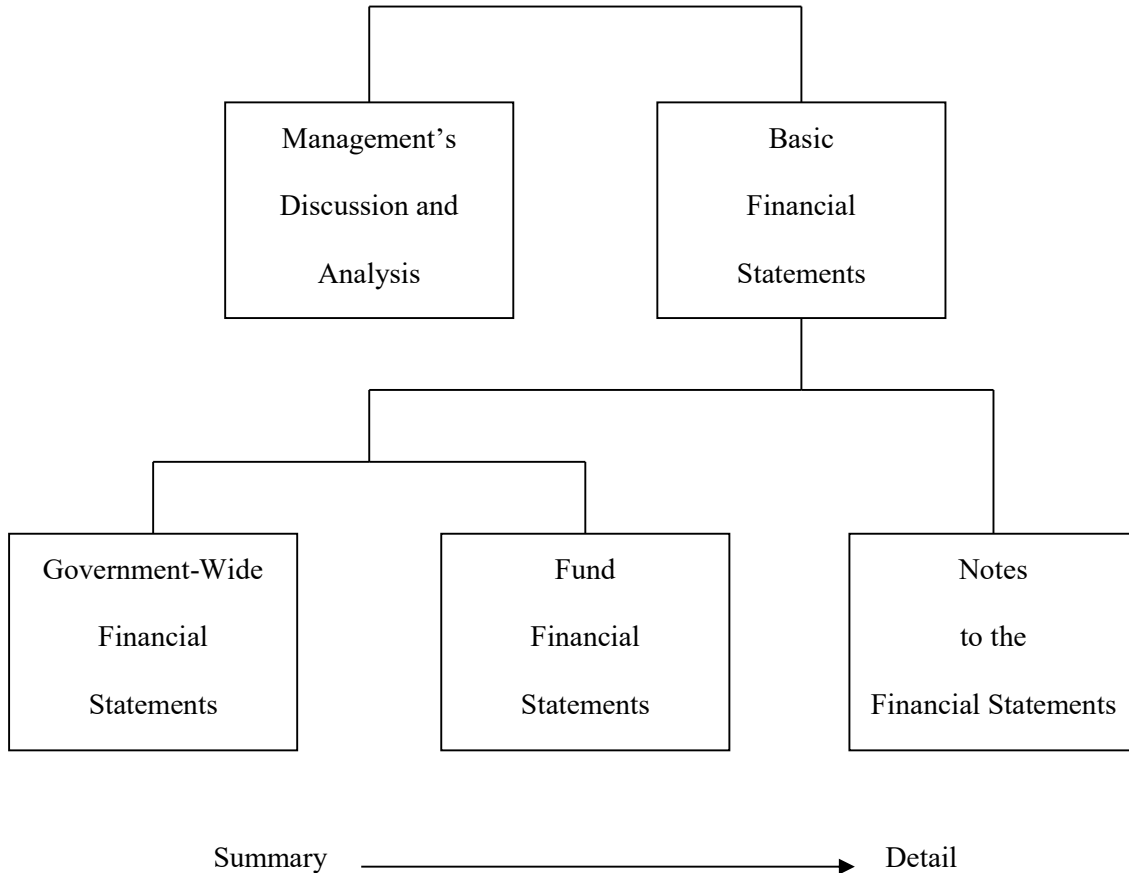 Management’s
Discussion and
Analysis
Basic
Financial
Statements
Government-Wide
Financial
Statements
Fund
Financial
Statements
Notes
to the
Financial Statements
Summary
Detail